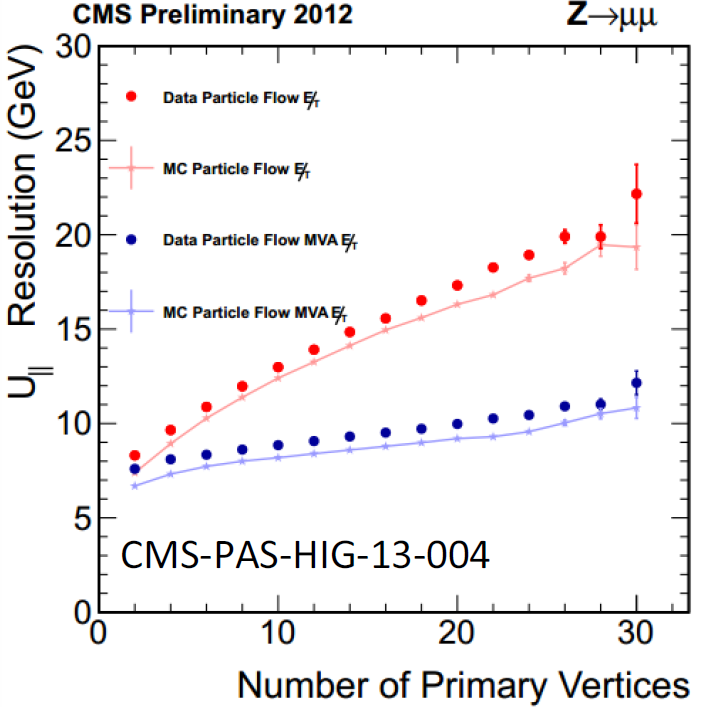 CMS Preliminary 2012
Z→μμ
30
25
20
15
10
5
0
U|| Resolution (GeV)
Data Particle Flow E̸T
MC Particle Flow E̸T
Data Particle Flow MVA E̸T
MC Particle Flow MVA E̸T
CMS-PAS-HIG-13-004
0 10 20 30
Number of Primary Vertices